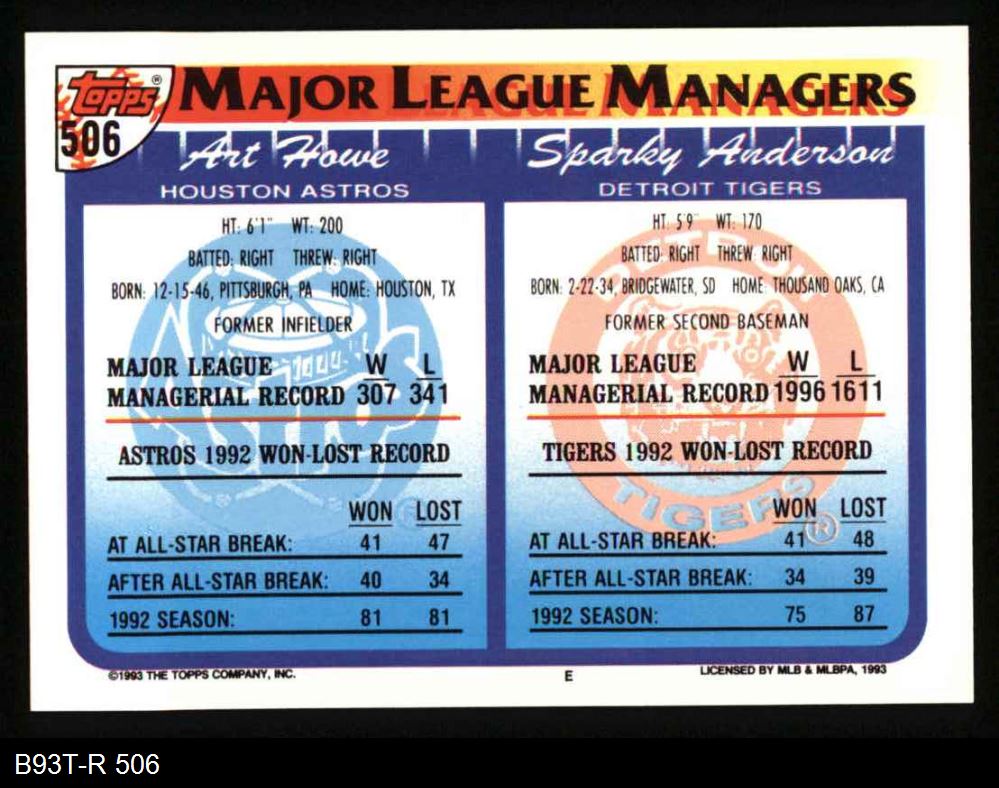 TOPPS®
506
MAJOR LEAGUE MANAGERS
Art Howe
HOUSTON ASTROS
HT: 6'1" WT: 200
BATTED: RIGHT THREW: RIGHT
BORN: 12-15-46, PITTSBURGH, PA HOME: HOUSTON, TX
FORMER INFIELDER
MAJOR LEAGUE W L
MANAGERIAL RECORD 307 341
ASTROS 1992 WON-LOST RECORD
WON LOST
AT ALL-STAR BREAK: 41 47
AFTER ALL-STAR BREAK: 40 34
1992 SEASON: 81 81
Sparky Anderson
DETROIT TIGERS
HT: 5'9" WT: 170
BATTED: RIGHT THREW: RIGHT
BORN: 2-22-34, BRIDGEWATER, SD HOME: THOUSAND OAKS, CA
FORMER SECOND BASEMAN
MAJOR LEAGUE W L
MANAGERIAL RECORD 1996 1611
TIGERS 1992 WON-LOST RECORD
WON LOST
AT ALL-STAR BREAK: 41 48
AFTER ALL-STAR BREAK: 34 39
1992 SEASON: 75 87
DETROIT
TIGERS ®
ASTROS
©1993 THE TOPPS COMPANY, INC.
E
LICENSED BY MLB & MLBPA, 1993
B93T-R 506